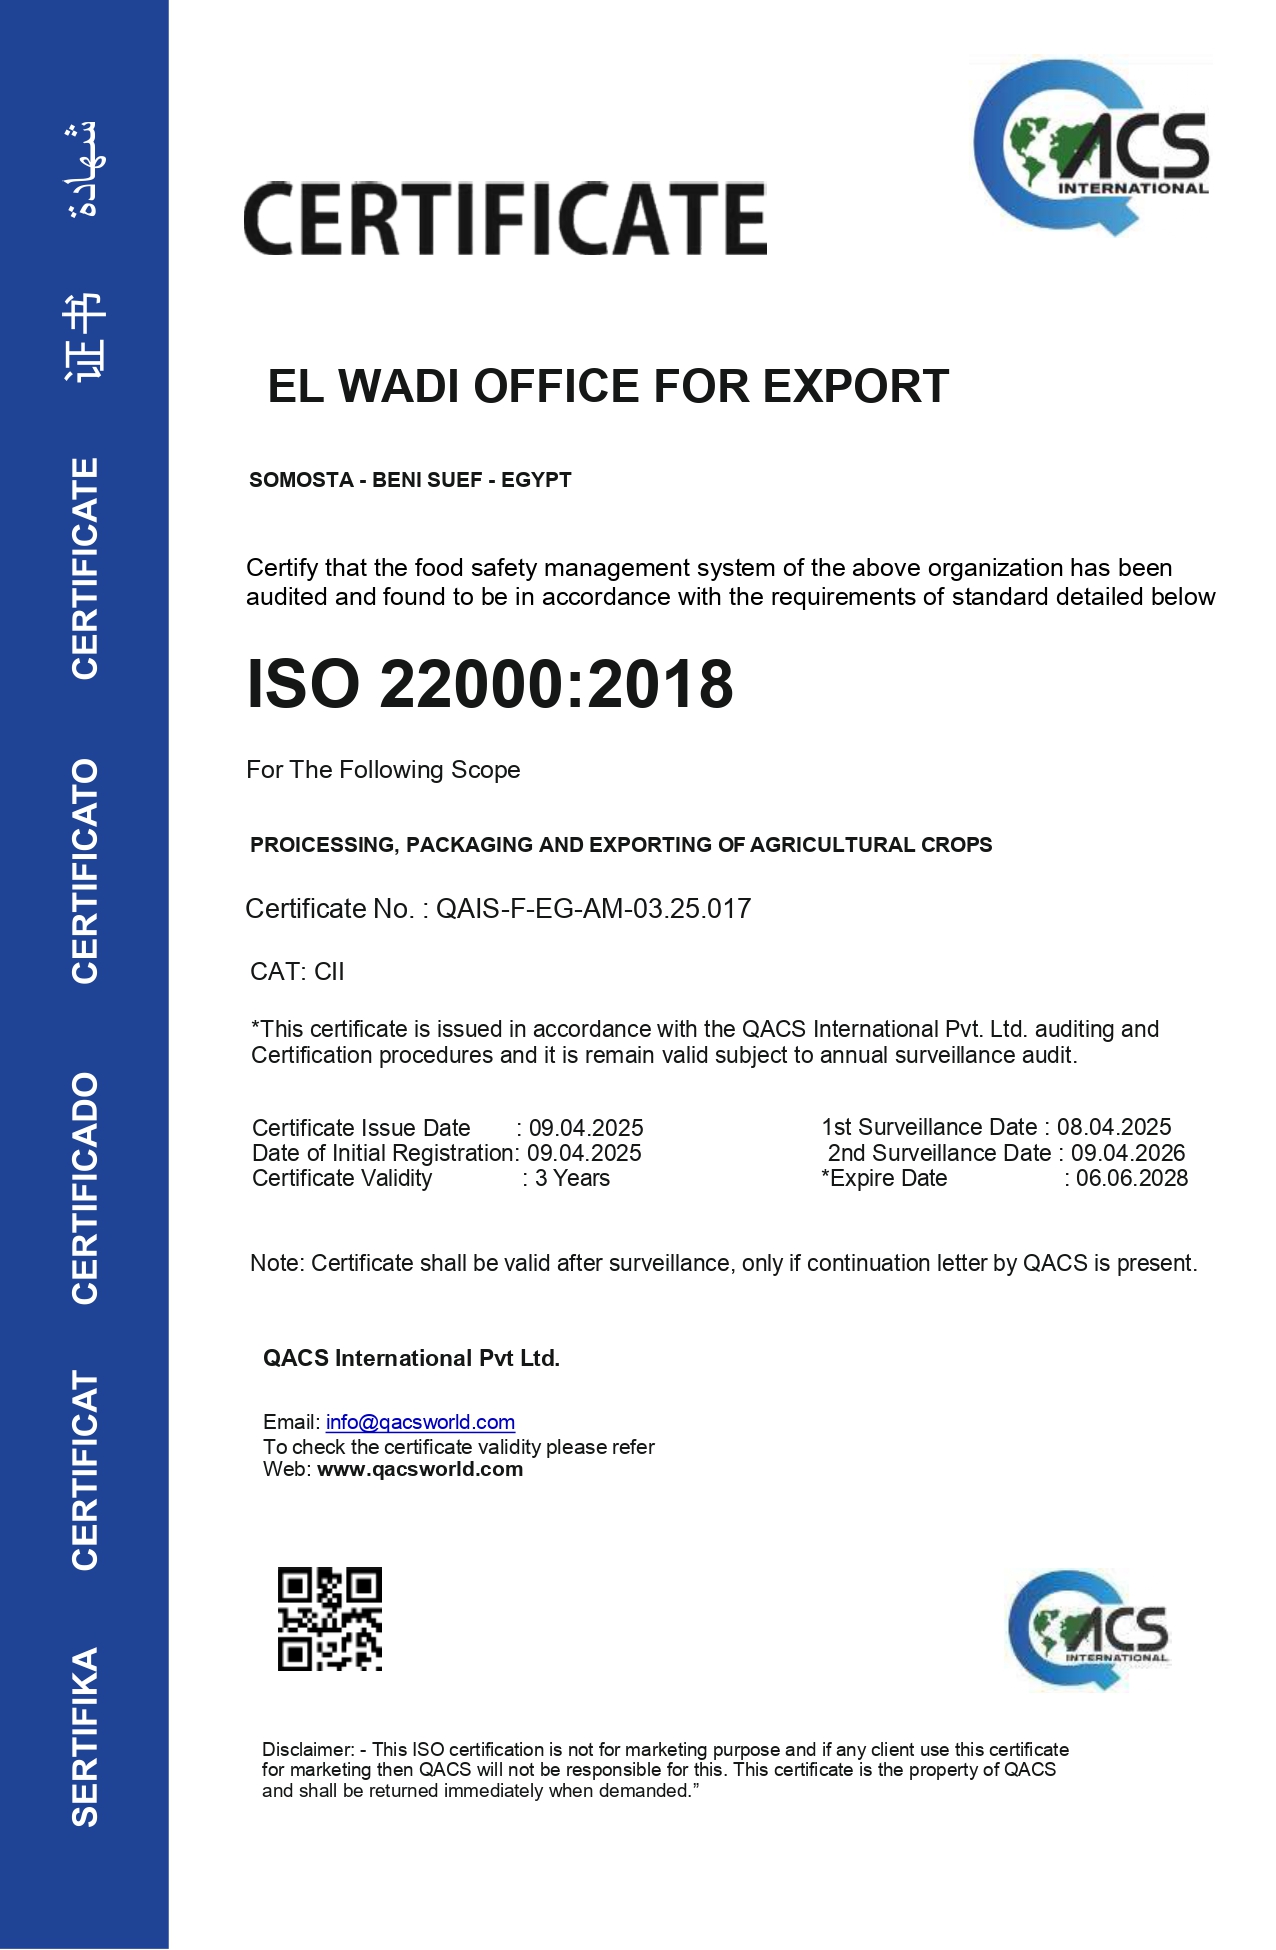 شهادة
证书
CERTIFICATE
CERTIFICATO
CERTIFICADO
CERTIFICAT
SERTIFIKA
QACS
INTERNATIONAL
CERTIFICATE
EL WADI OFFICE FOR EXPORT
SOMOSTA - BENI SUEF - EGYPT
Certify that the food safety management system of the above organization has been
audited and found to be in accordance with the requirements of standard detailed below
ISO 22000:2018
For The Following Scope
PROICESSING, PACKAGING AND EXPORTING OF AGRICULTURAL CROPS
Certificate No. : QAIS-F-EG-AM-03.25.017
CAT: CII
*This certificate is issued in accordance with the QACS International Pvt. Ltd. auditing and
Certification procedures and it is remain valid subject to annual surveillance audit.
Certificate Issue Date : 09.04.2025
Date of Initial Registration: 09.04.2025
Certificate Validity : 3 Years
1st Surveillance Date : 08.04.2025
2nd Surveillance Date : 09.04.2026
*Expire Date : 06.06.2028
Note: Certificate shall be valid after surveillance, only if continuation letter by QACS is present.
QACS International Pvt Ltd.
Email: info@qacsworld.com
To check the certificate validity please refer
Web: www.qacsworld.com
QACS
INTERNATIONAL
Disclaimer: - This ISO certification is not for marketing purpose and if any client use this certificate
for marketing then QACS will not be responsible for this. This certificate is the property of QACS
and shall be returned immediately when demanded.”